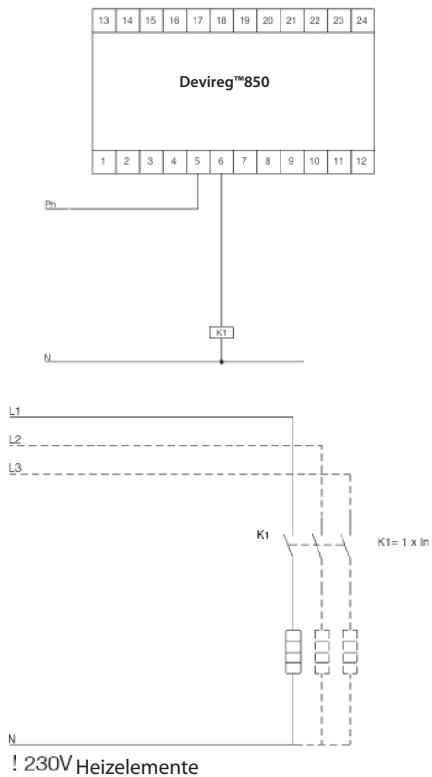 13 14 15 16 17 18 19 20 21 22 23 24
Devireg™850
1 2 3 4 5 6 7 8 9 10 11 12
Ph
K1
N
L1
L2
L3
K1
K1= 1 x In
N
! 230V Heizelemente